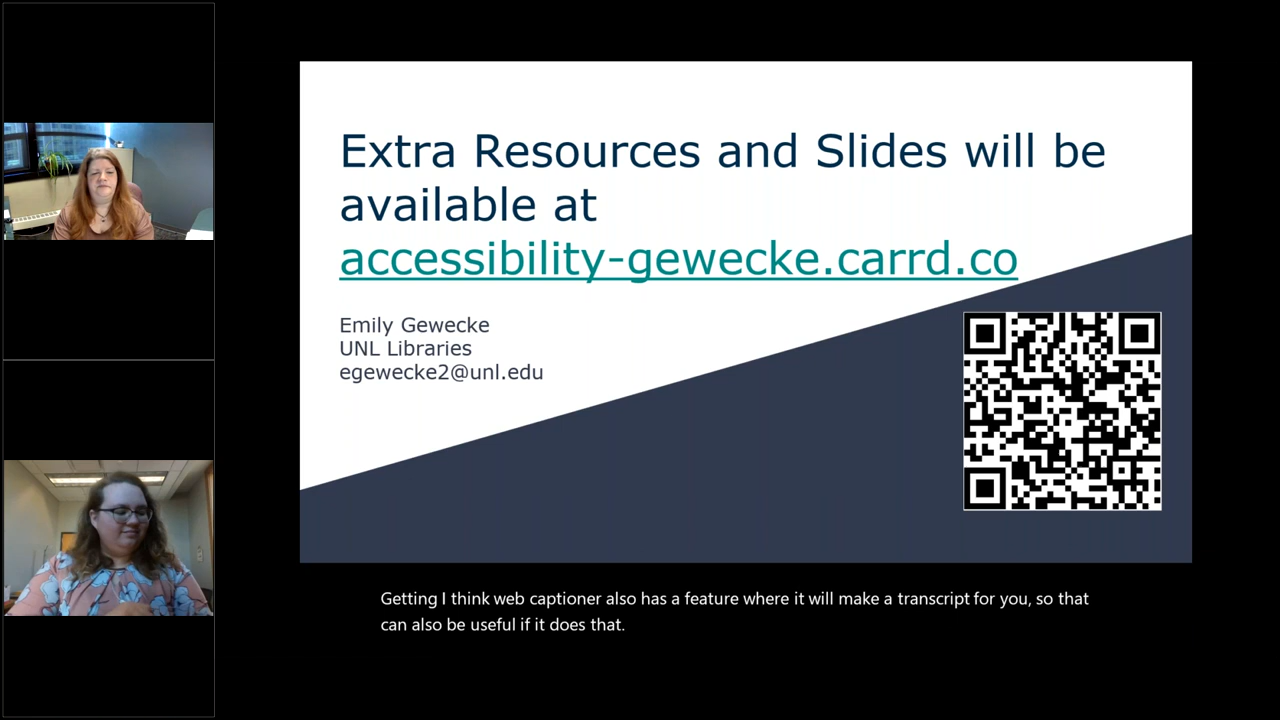 Extra Resources and Slides will be
available at
accessibility-gewecke.carrd.co
Emily Gewecke
UNL Libraries
egewecke2@unl.edu
Getting I think web captioner also has a feature where it will make a transcript for you, so that
can also be useful if it does that.